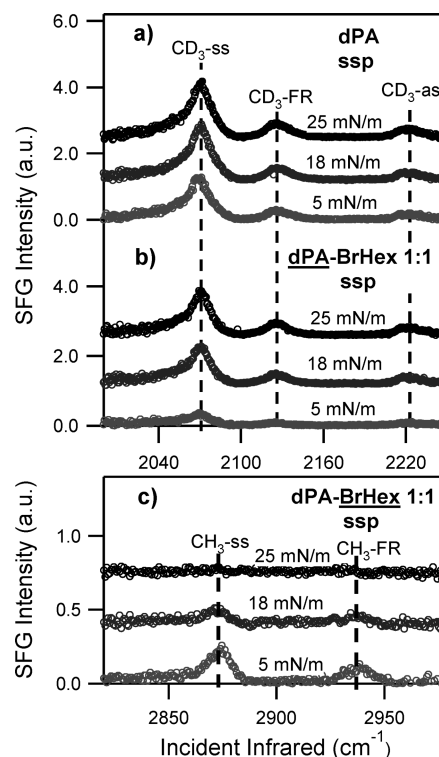 a)
dPA
ssp
CD3-ss
CD3-FR
CD3-as
25 mN/m
18 mN/m
5 mN/m
6.0
4.0
2.0
0.0
SFG Intensity (a.u.)
b)
dPA-BrHex 1:1
ssp
25 mN/m
18 mN/m
5 mN/m
4.0
2.0
0.0
2040 2100 2160 2220
c)
dPA-BrHex 1:1
ssp
CH3-ss
CH3-FR
25 mN/m
18 mN/m
5 mN/m
1.0
0.5
0.0
SFG Intensity (a.u.)
2850 2900 2950
Incident Infrared (cm-1)